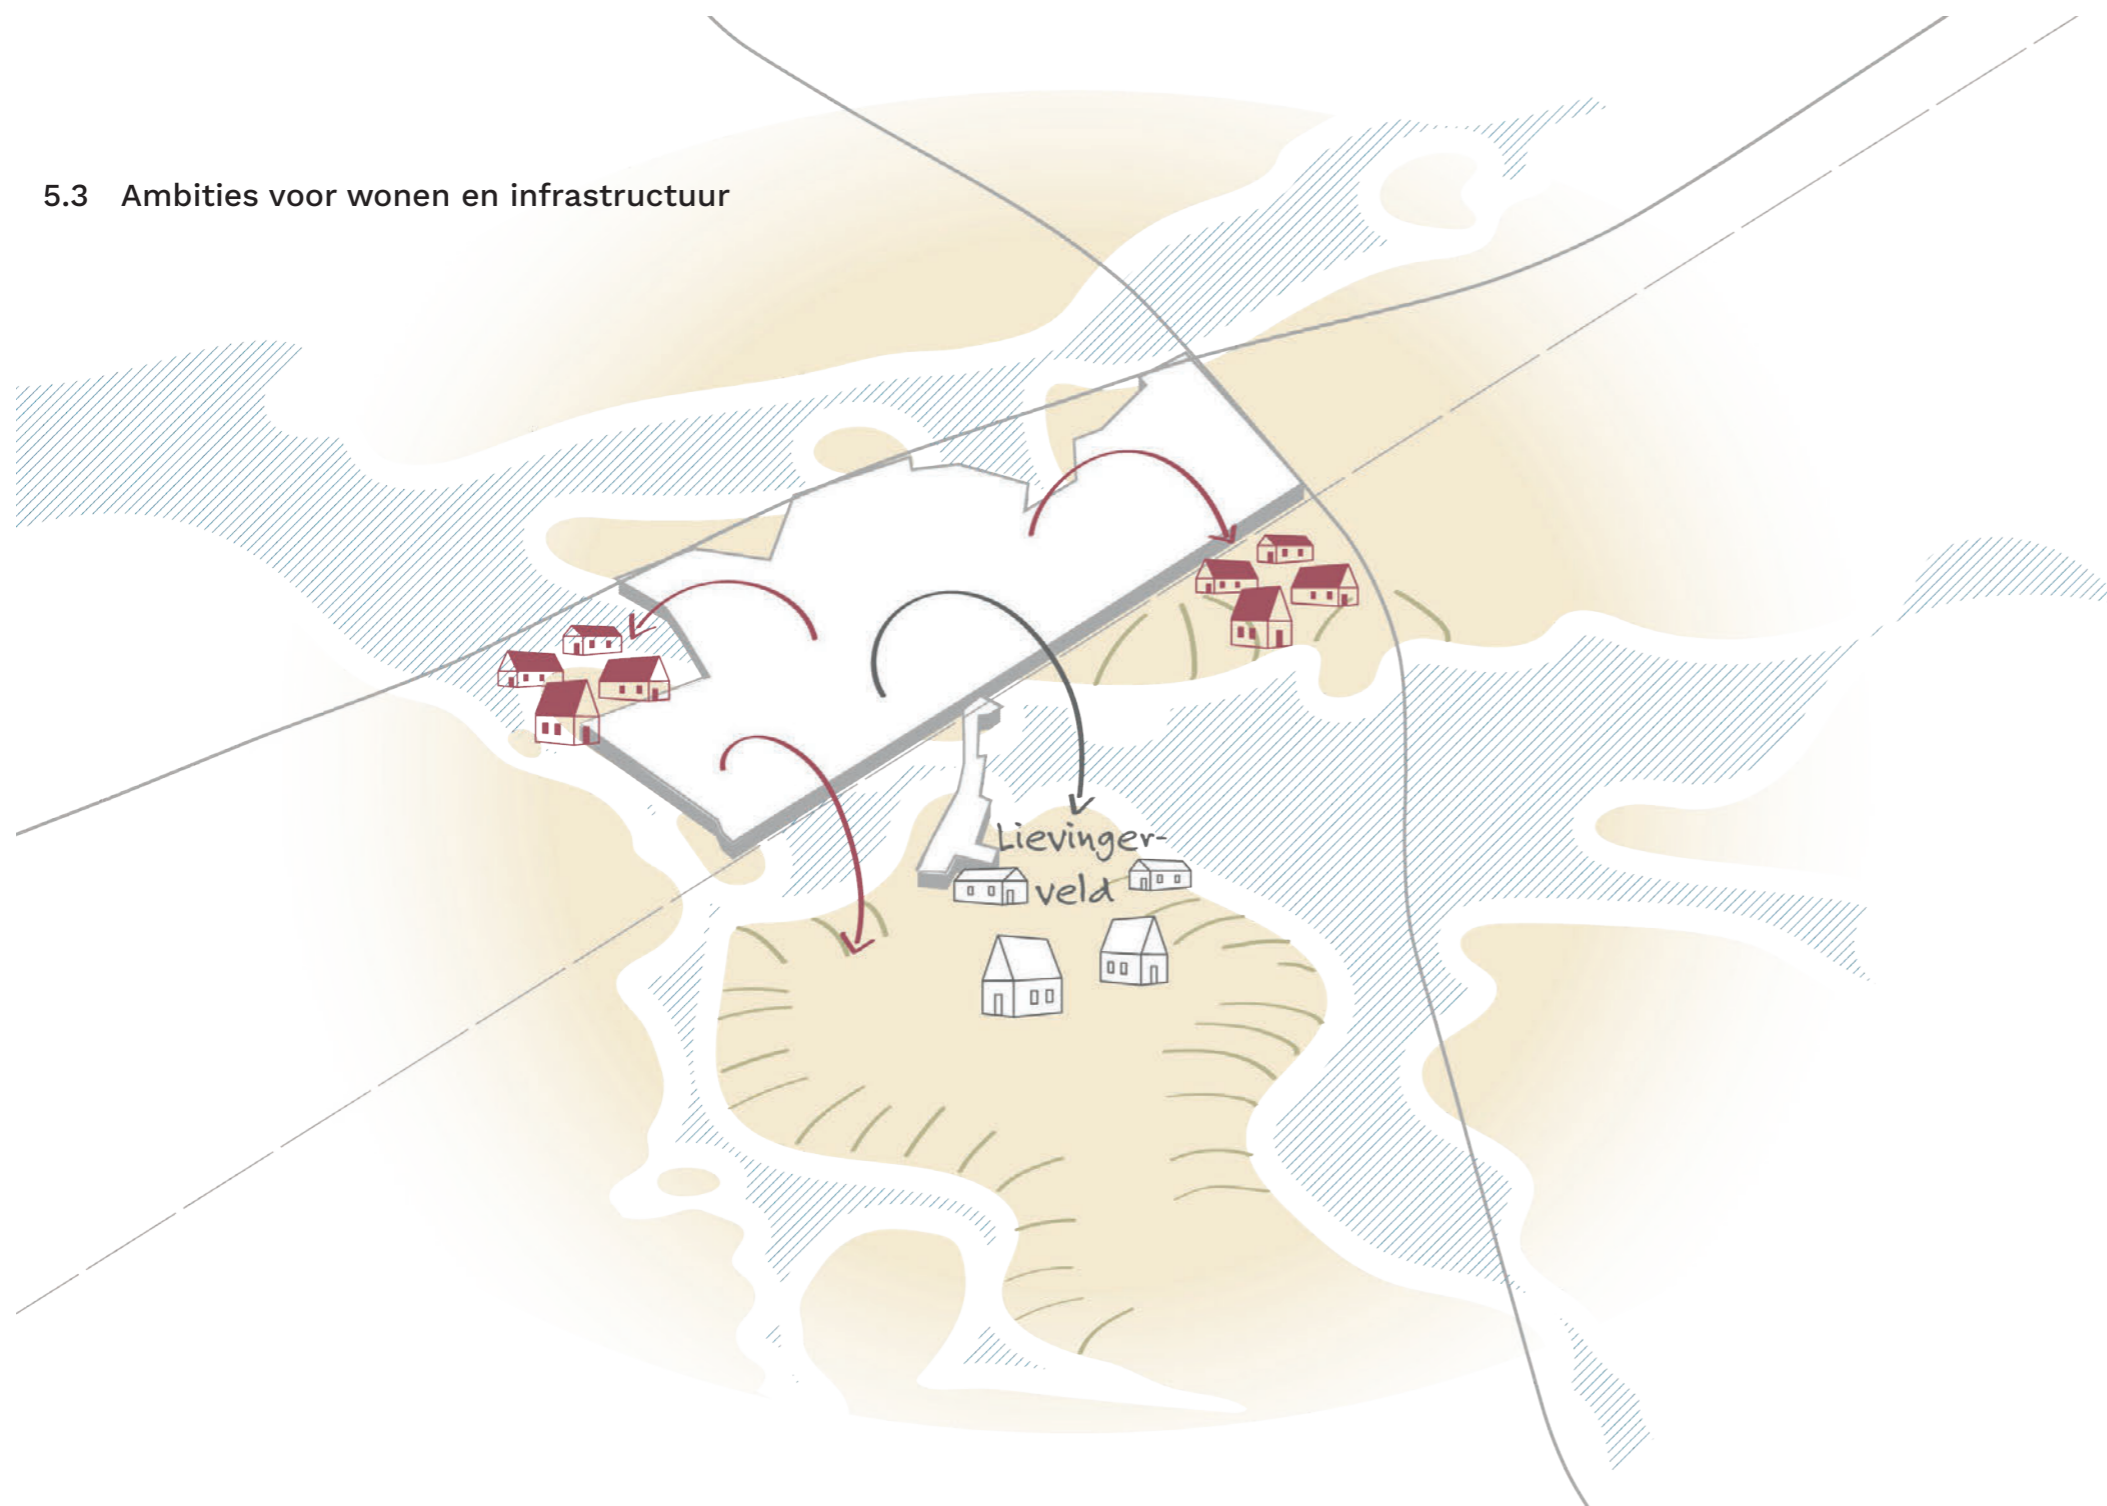 5.3 Ambities voor wonen en infrastructuur
Lievinger-
veld